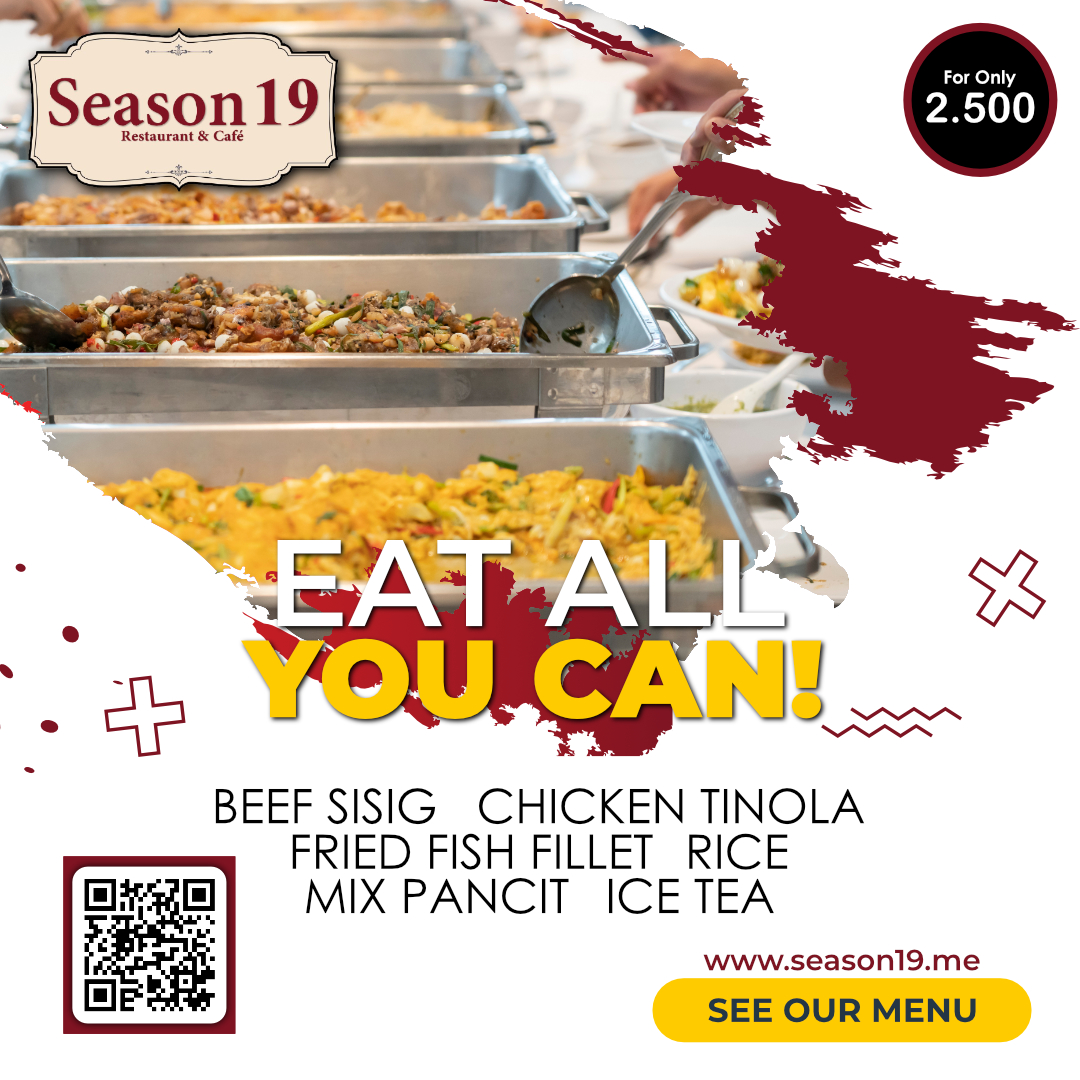 Season 19
Restaurant & Café
For Only
2.500
EAT ALL
YOU CAN!
BEEF SISIG CHICKEN TINOLA
FRIED FISH FILLET RICE
MIX PANCIT ICE TEA
www.season19.me
SEE OUR MENU